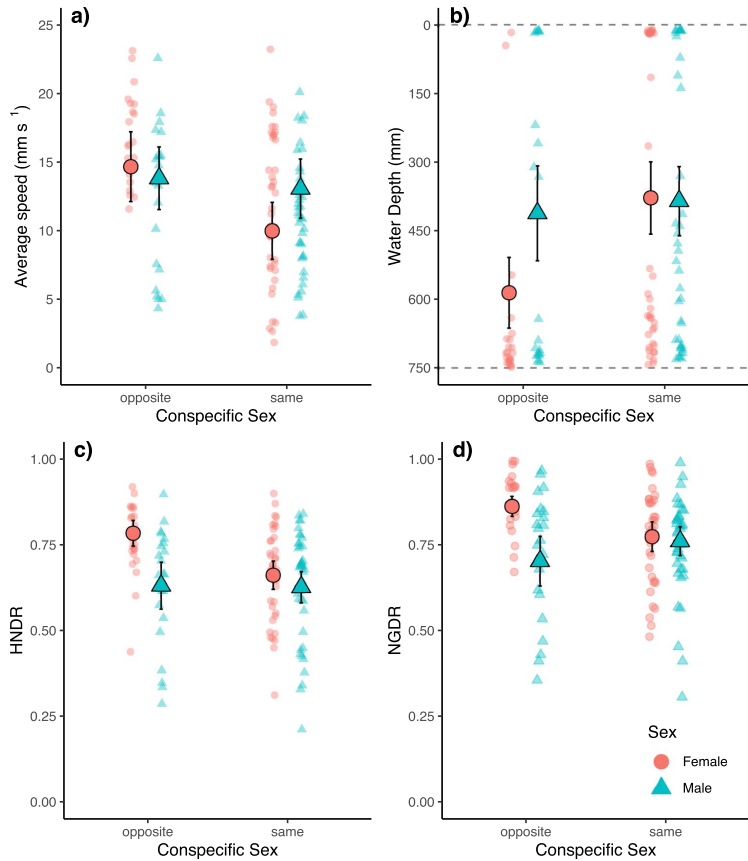 a)
25
20
15
10
5
0
Average speed (mm s⁻¹)
opposite
same
Conspecific Sex
b)
0
150
300
450
600
750
Water Depth (mm)
opposite
same
Conspecific Sex
c)
1.00
0.75
0.50
0.25
0.00
HNDR
opposite
same
Conspecific Sex
d)
1.00
0.75
0.50
0.25
0.00
NGDR
Sex
Female
Male
opposite
same
Conspecific Sex